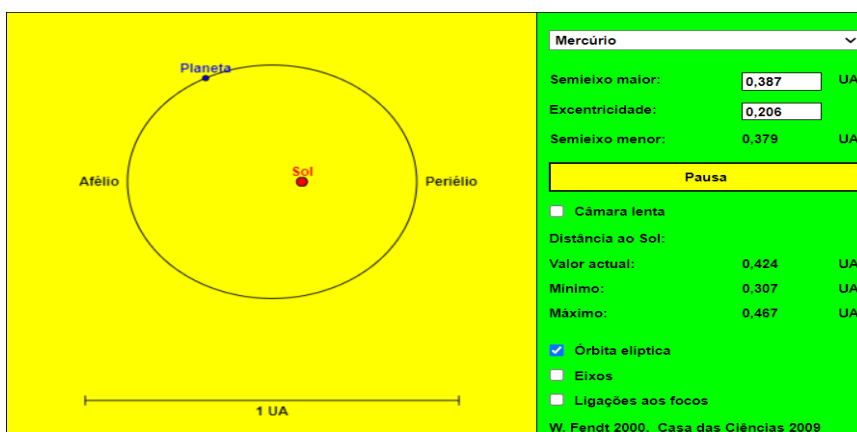 Planeta
Sol
Afélio
Periélio
1 UA
Mercúrio
Semieixo maior: 0,387 UA
Excentricidade: 0,206
Semieixo menor: 0,379 UA
Pausa
Câmara lenta
Distância ao Sol:
Valor actual: 0,424 UA
Mínimo: 0,307 UA
Máximo: 0,467 UA
Órbita elíptica
Eixos
Ligações aos focos
W. Fendt 2000, Casa das Ciências 2009